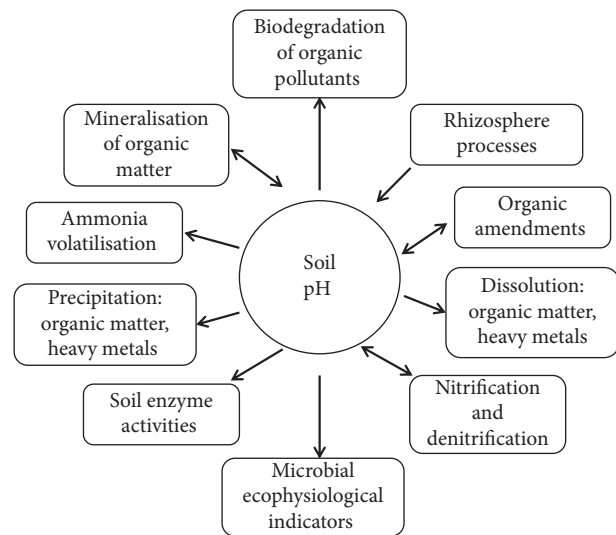 Biodegradation
of organic
pollutants
Mineralisation
of organic
matter
Rhizosphere
processes
Ammonia
volatilisation
Organic
amendments
Soil
pH
Precipitation:
organic matter,
heavy metals
Dissolution:
organic matter,
heavy metals
Soil enzyme
activities
Nitrification
and
denitrification
Microbial
ecophysiological
indicators